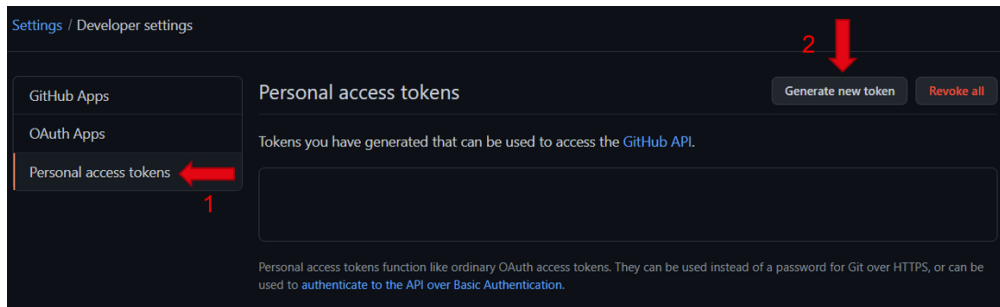 Settings / Developer settings
2
GitHub Apps
Personal access tokens
Generate new token
Revoke all
OAuth Apps
Tokens you have generated that can be used to access the GitHub API.
Personal access tokens
1
Personal access tokens function like ordinary OAuth access tokens. They can be used instead of a password for Git over HTTPS, or can be
used to authenticate to the API over Basic Authentication.